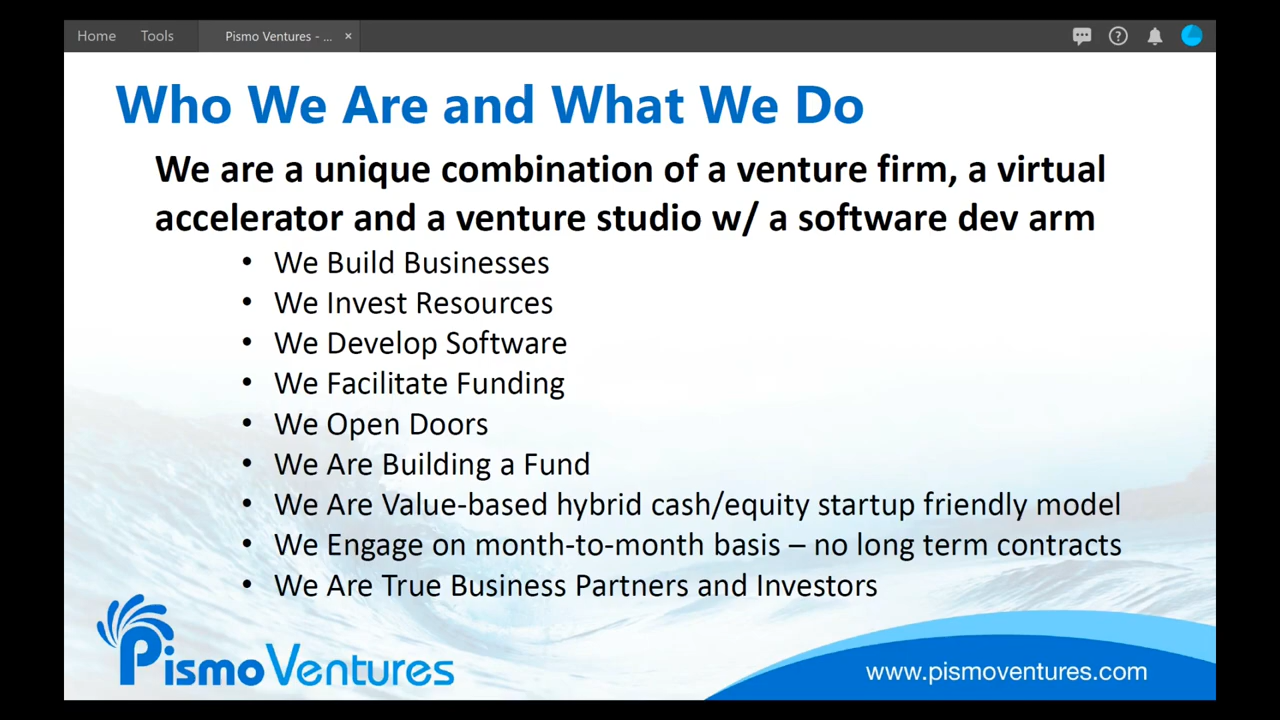 Home Tools Pismo Ventures - ... ×
Who We Are and What We Do
We are a unique combination of a venture firm, a virtual
accelerator and a venture studio w/ a software dev arm
• We Build Businesses
• We Invest Resources
• We Develop Software
• We Facilitate Funding
• We Open Doors
• We Are Building a Fund
• We Are Value-based hybrid cash/equity startup friendly model
• We Engage on month-to-month basis – no long term contracts
• We Are True Business Partners and Investors
Pismo Ventures
www.pismoventures.com